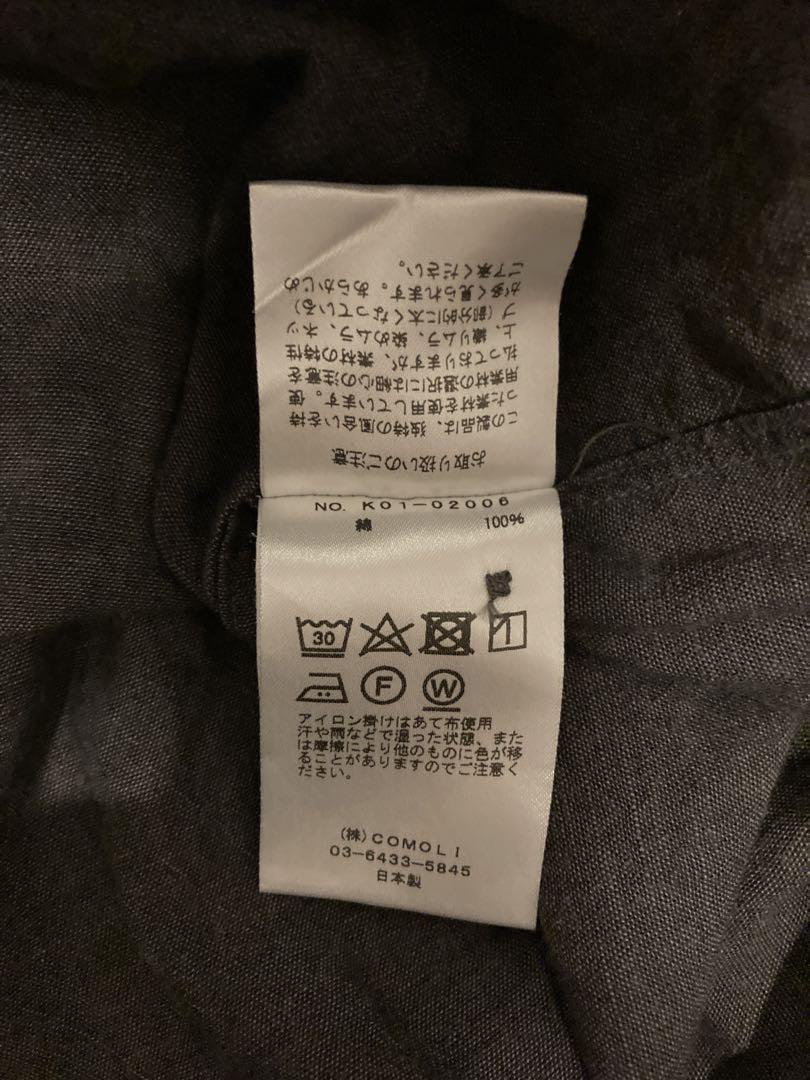 お取り扱いのご注意
この製品は、独特の風合いを持
った素材を使用しています。使
用素材の選択には細心の注意を
払っておりますが、素材の特性
上、織りムラ、染めムラ、ネッ
プ(部分的に太くなっている)
が多く見られます。あらかじめ
ご了承ください。
NO. K01-02006
綿 100%
30
F
W
アイロン掛けはあて布使用
汗や雨などで湿った状態、また
は摩擦により他のものに色が移
ることがありますのでご注意く
ださい。
(株)COMOLI
03-6433-5845
日本製